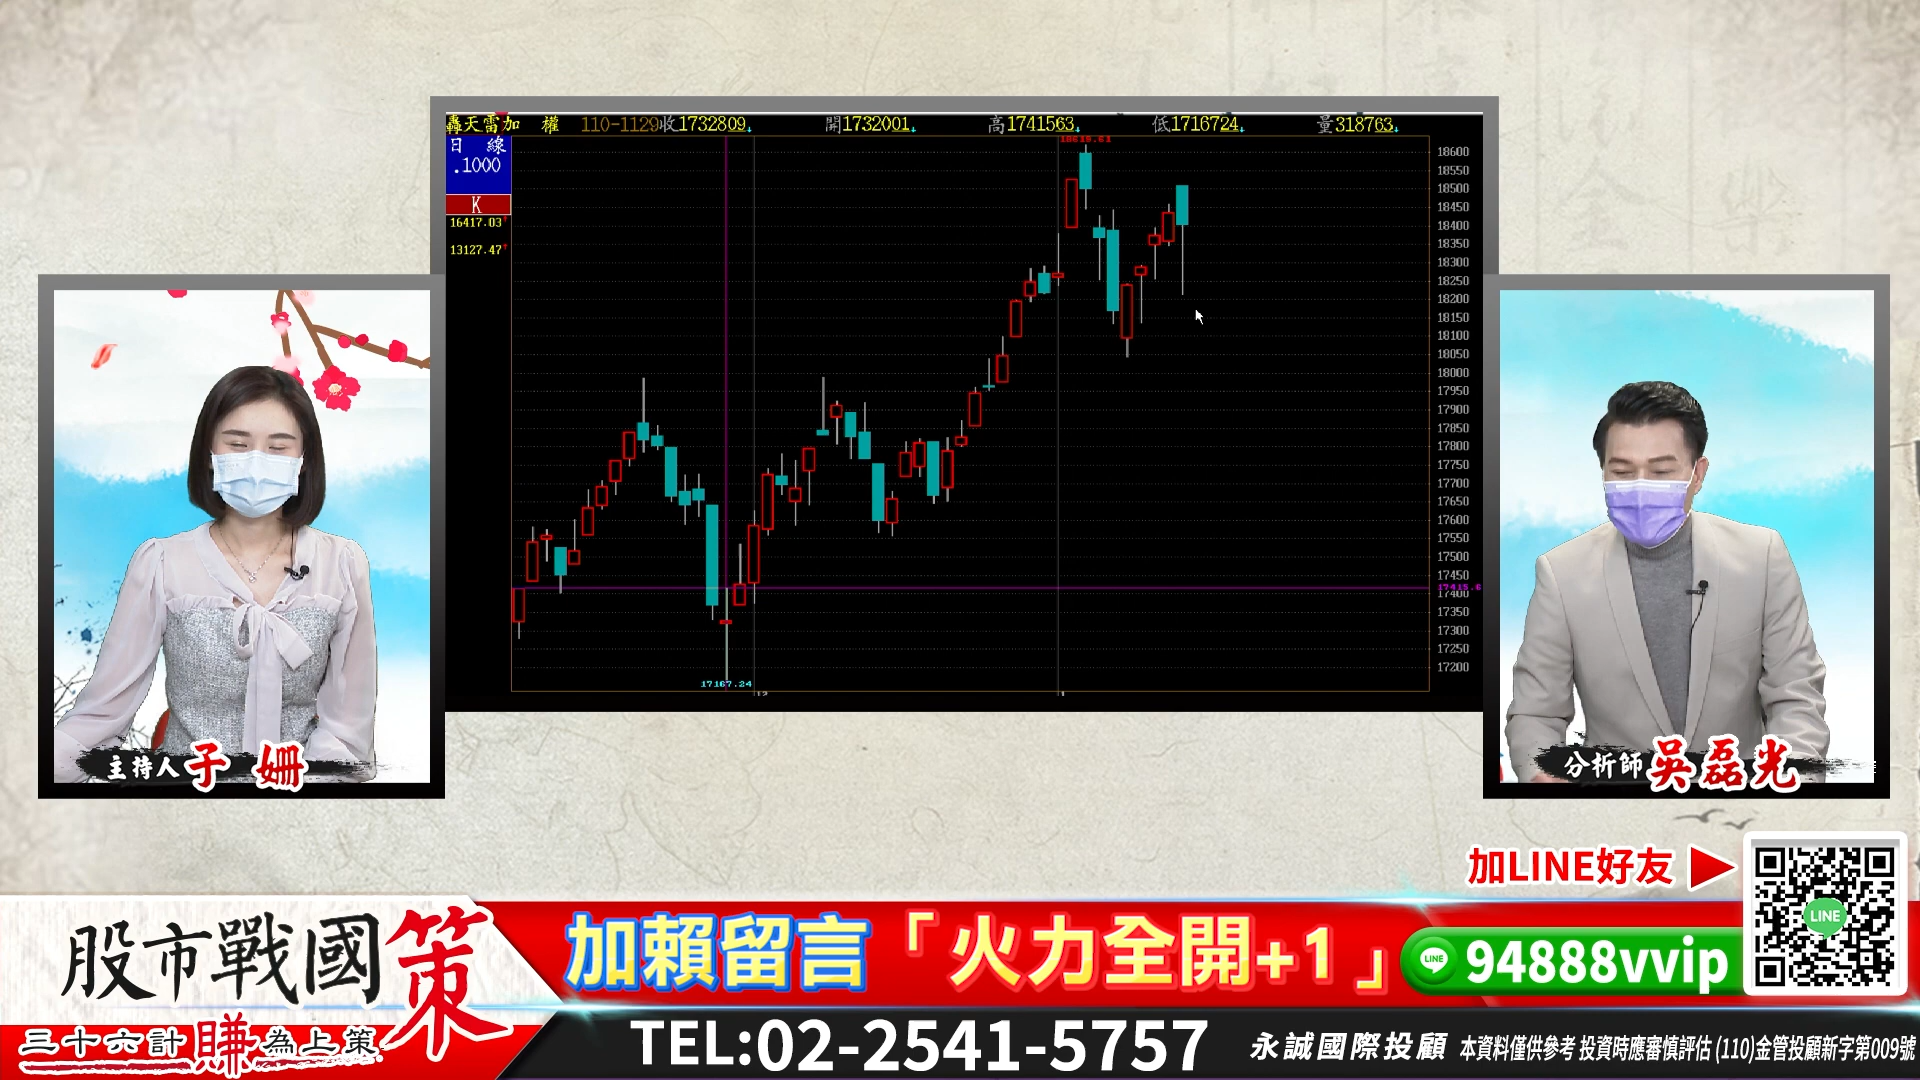 轟天雷加 權 110-1129收1732809↓ 開1732001↓ 高1741563↓ 低1716724↓ 量318763↓
日 線
.1000
K
16417.03↑
13127.47↑
18619.61
18600
18550
18500
18450
18400
18350
18300
18250
18200
18150
18100
18050
18000
17950
17900
17850
17800
17750
17700
17650
17600
17550
17500
17450
17415.6
17400
17350
17300
17250
17200
17167.24
12
1
主持人子 姍
分析師吳磊光
加LINE好友
LINE
股市戰國策
三十六計賺為上策
加賴留言「火力全開+1」
LINE 94888vvip
TEL:02-2541-5757
永誠國際投顧 本資料僅供參考 投資時應審慎評估 (110)金管投顧新字第009號